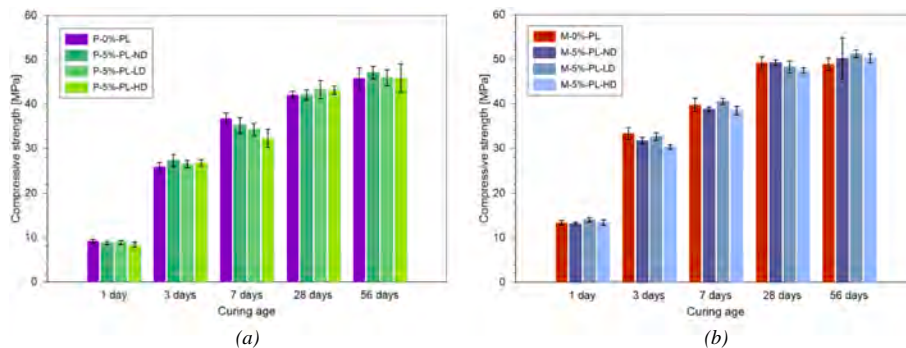 60
50
40
30
20
10
0
Compressive strength [MPa]
P-0%-PL
P-5%-PL-ND
P-5%-PL-LD
P-5%-PL-HD
1 day 3 days 7 days 28 days 56 days
Curing age
(a)
60
50
40
30
20
10
0
Compressive strength [MPa]
M-0%-PL
M-5%-PL-ND
M-5%-PL-LD
M-5%-PL-HD
1 day 3 days 7 days 28 days 56 days
Curing age
(b)